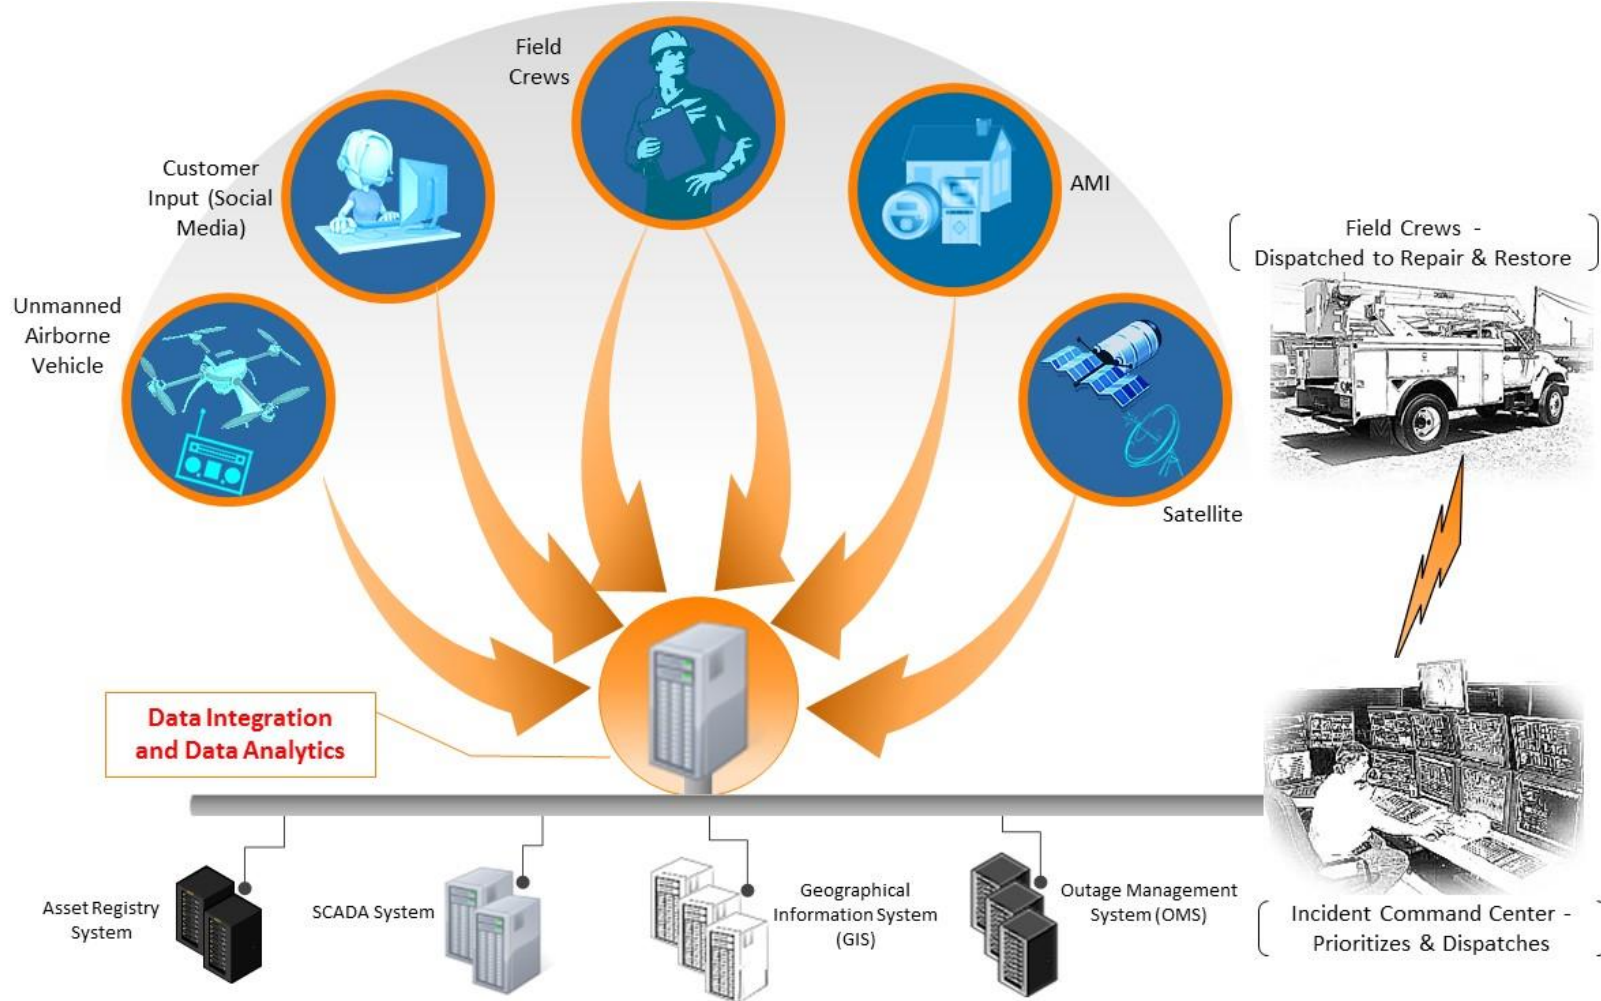 Field
Crews
Customer
Input (Social
Media)
AMI
Unmanned
Airborne
Vehicle
Satellite
Field Crews -
Dispatched to Repair & Restore
Data Integration
and Data Analytics
Asset Registry
System
SCADA System
Geographical
Information System
(GIS)
Outage Management
System (OMS)
Incident Command Center -
Prioritizes & Dispatches